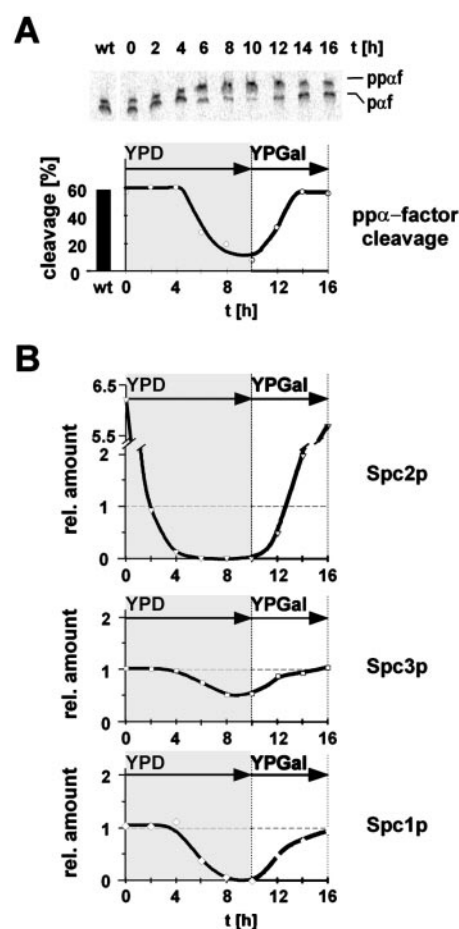 A
wt 0 2 4 6 8 10 12 14 16 t [h]
ppαf
pαf
YPD YPGal
cleavage [%]
60
40
20
0
wt
0 4 8 12 16
t [h]
ppα–factor
cleavage
B
YPD YPGal
rel. amount
6.5
5.5
2
1
0
0 4 8 12 16
Spc2p
YPD YPGal
rel. amount
2
1
0
0 4 8 12 16
Spc3p
YPD YPGal
rel. amount
2
1
0
0 4 8 12 16
t [h]
Spc1p